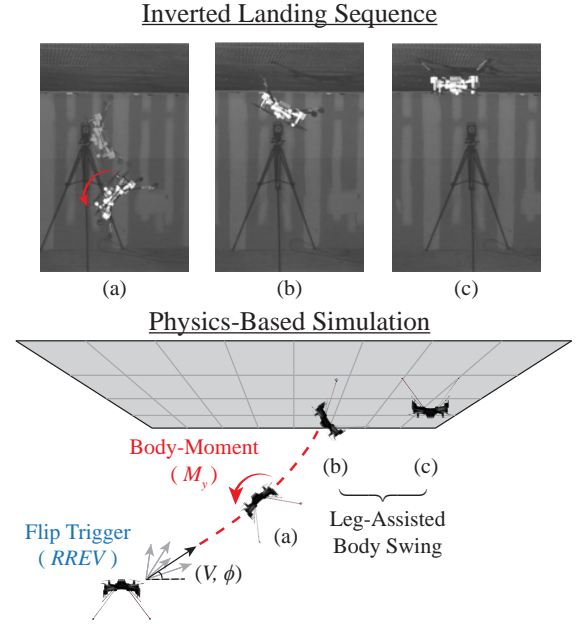 Inverted Landing Sequence
(a)
(b)
(c)
Physics-Based Simulation
Body-Moment
( M_y )
(b)
(c)
(a)
Leg-Assisted
Body Swing
Flip Trigger
( RREV )
(V, ϕ)